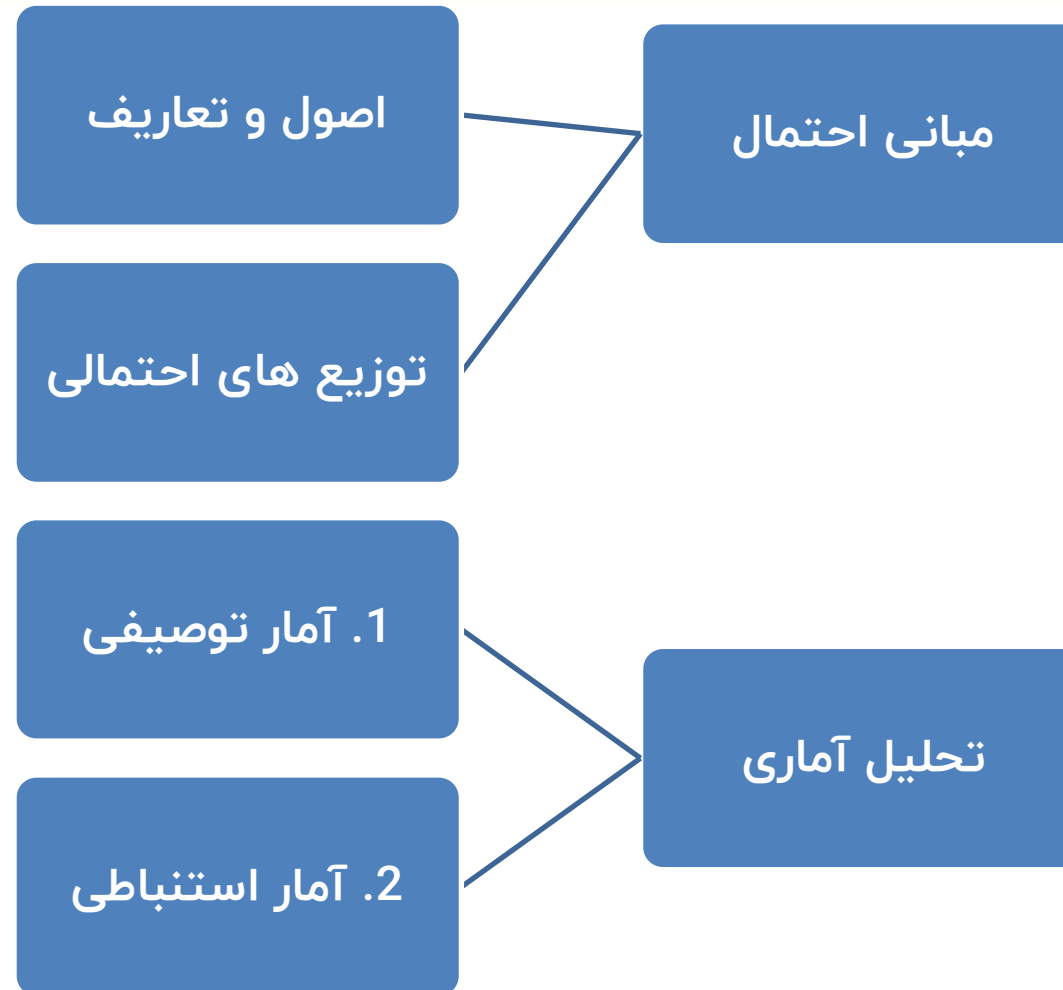 مبانی احتمال
اصول و تعاریف
توزیع های احتمالی
تحلیل آماری
1. آمار توصیفی
2. آمار استنباطی